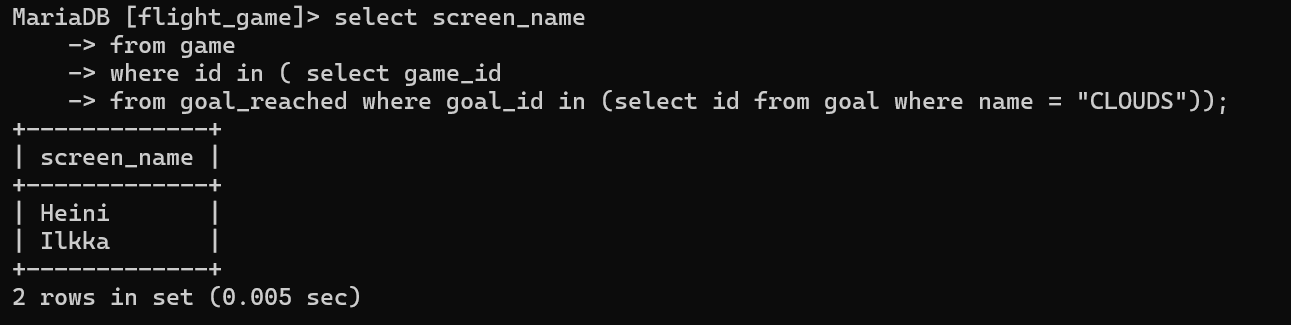 MariaDB [flight_game]> select screen_name
    -> from game
    -> where id in ( select game_id
    -> from goal_reached where goal_id in (select id from goal where name = "CLOUDS"));
+-------------+
| screen_name |
+-------------+
| Heini       |
| Ilkka       |
+-------------+
2 rows in set (0.005 sec)